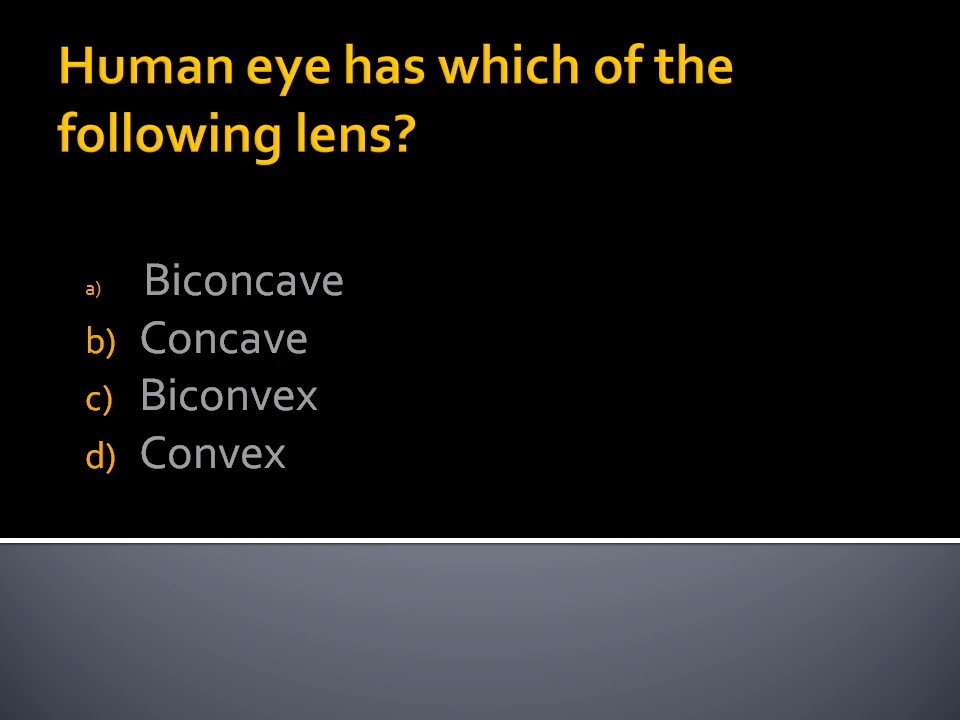 Human eye has which of the
following lens?
a) Biconcave
b) Concave
c) Biconvex
d) Convex